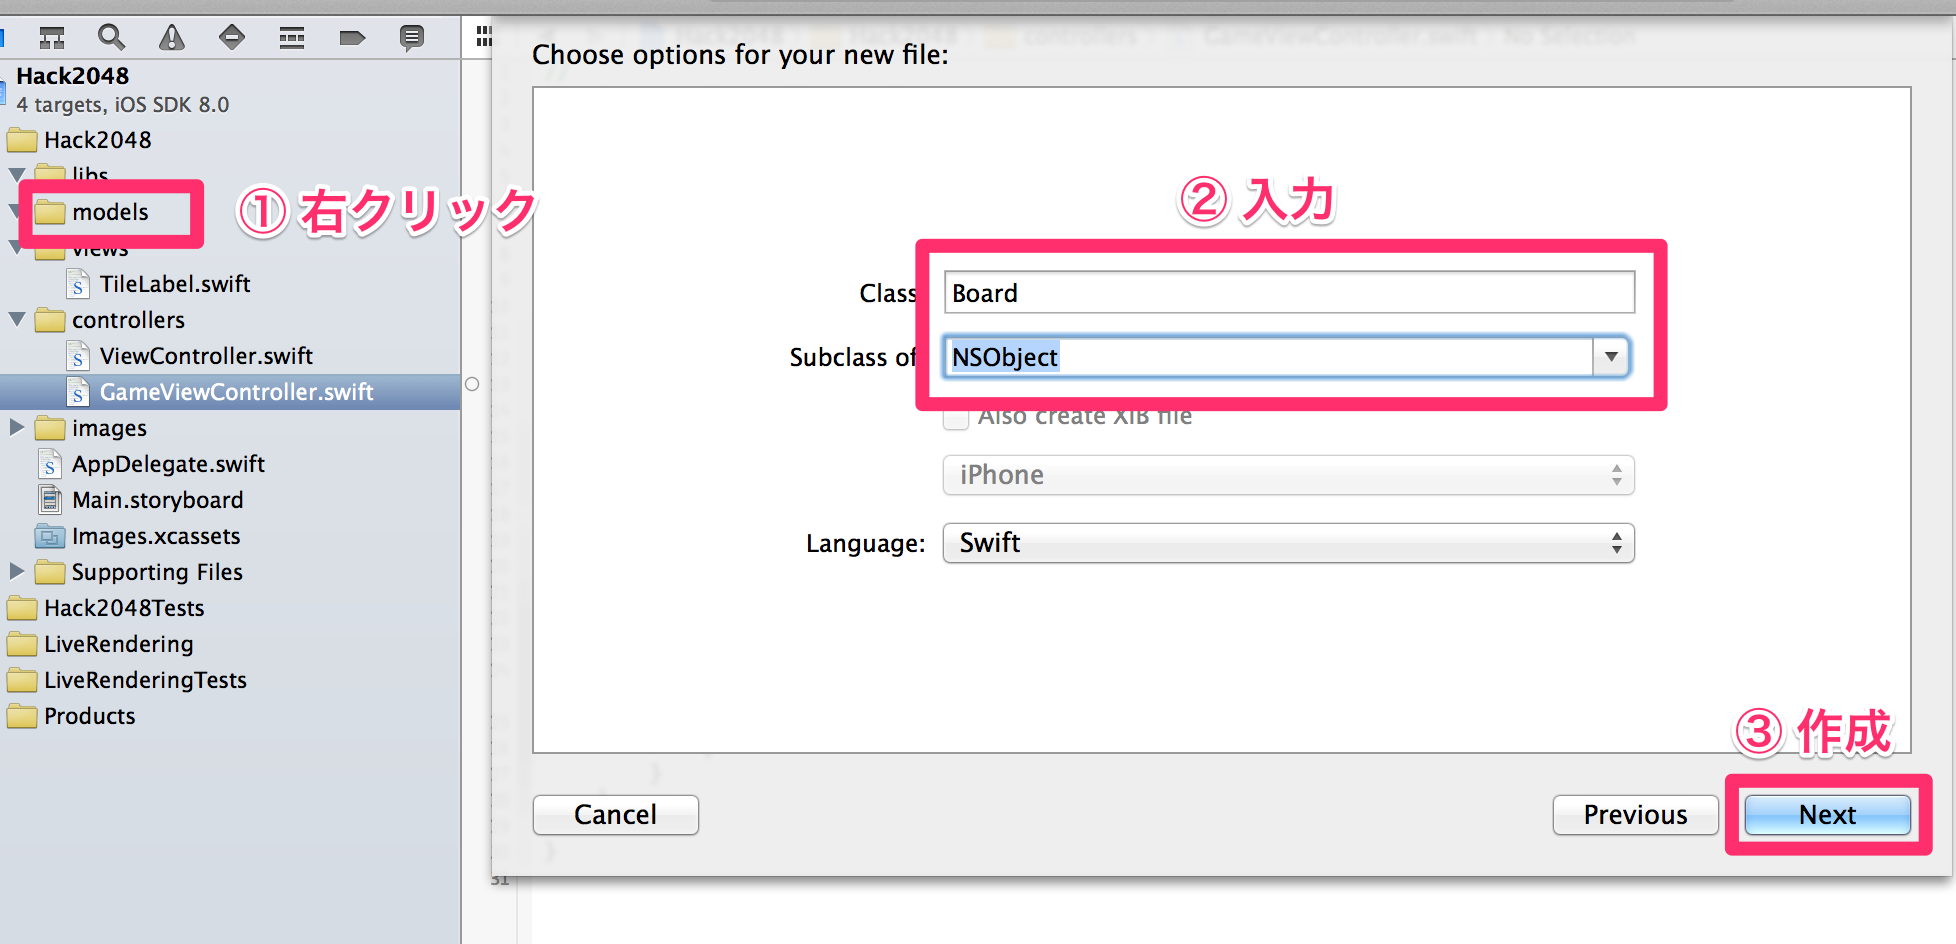 Hack2048
4 targets, iOS SDK 8.0
Hack2048
libs
models
① 右クリック
views
TileLabel.swift
controllers
ViewController.swift
GameViewController.swift
images
AppDelegate.swift
Main.storyboard
Images.xcassets
Supporting Files
Hack2048Tests
LiveRendering
LiveRenderingTests
Products
Choose options for your new file:
② 入力
Class
Board
Subclass of
NSObject
Also create XIB file
iPhone
Language:
Swift
③ 作成
Cancel
Previous
Next
31